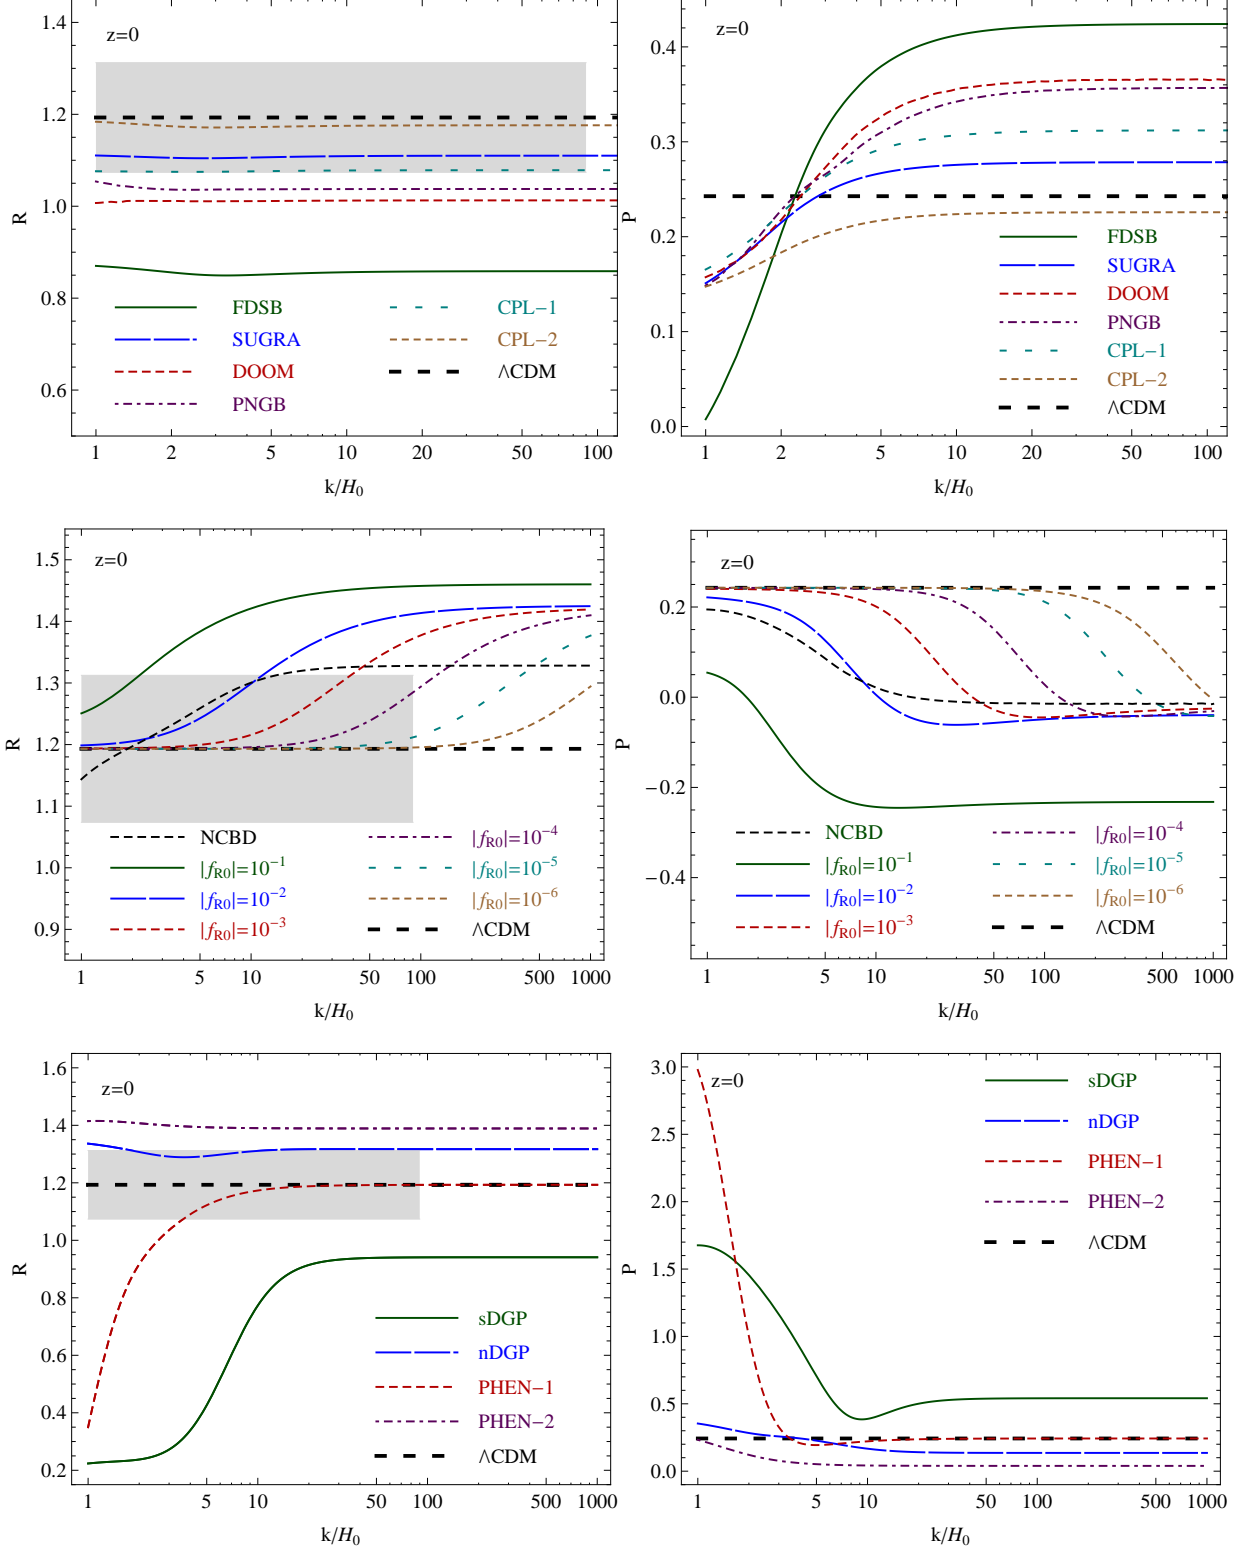 1.4
1.2
1.0
0.8
0.6
R
z=0
FDSB
SUGRA
DOOM
PNGB
CPL−1
CPL−2
ΛCDM
1 2 5 10 20 50 100
k/H0
0.4
0.3
0.2
0.1
0.0
P
z=0
FDSB
SUGRA
DOOM
PNGB
CPL−1
CPL−2
ΛCDM
1 2 5 10 20 50 100
k/H0
1.5
1.4
1.3
1.2
1.1
1.0
0.9
R
z=0
NCBD
|fR0|=10−1
|fR0|=10−2
|fR0|=10−3
|fR0|=10−4
|fR0|=10−5
|fR0|=10−6
ΛCDM
1 5 10 50 100 500 1000
k/H0
0.2
0.0
−0.2
−0.4
P
z=0
NCBD
|fR0|=10−1
|fR0|=10−2
|fR0|=10−3
|fR0|=10−4
|fR0|=10−5
|fR0|=10−6
ΛCDM
1 5 10 50 100 500 1000
k/H0
1.6
1.4
1.2
1.0
0.8
0.6
0.4
0.2
R
z=0
sDGP
nDGP
PHEN−1
PHEN−2
ΛCDM
1 5 10 50 100 500 1000
k/H0
3.0
2.5
2.0
1.5
1.0
0.5
0.0
P
z=0
sDGP
nDGP
PHEN−1
PHEN−2
ΛCDM
1 5 10 50 100 500 1000
k/H0